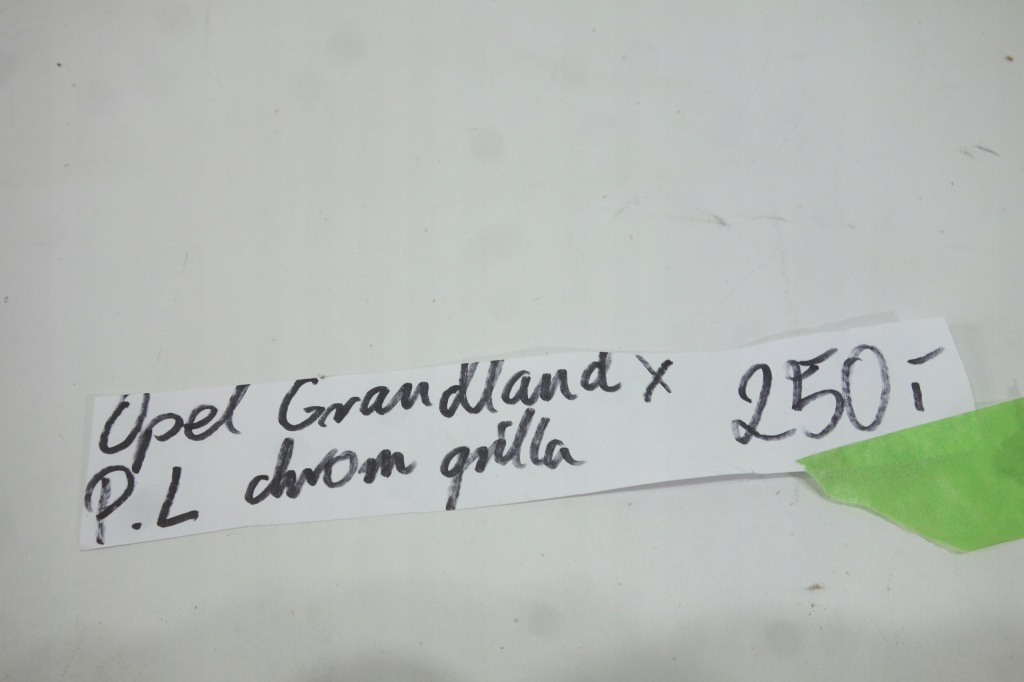 Opel Grandland X 250:-
P.L chrom grilla